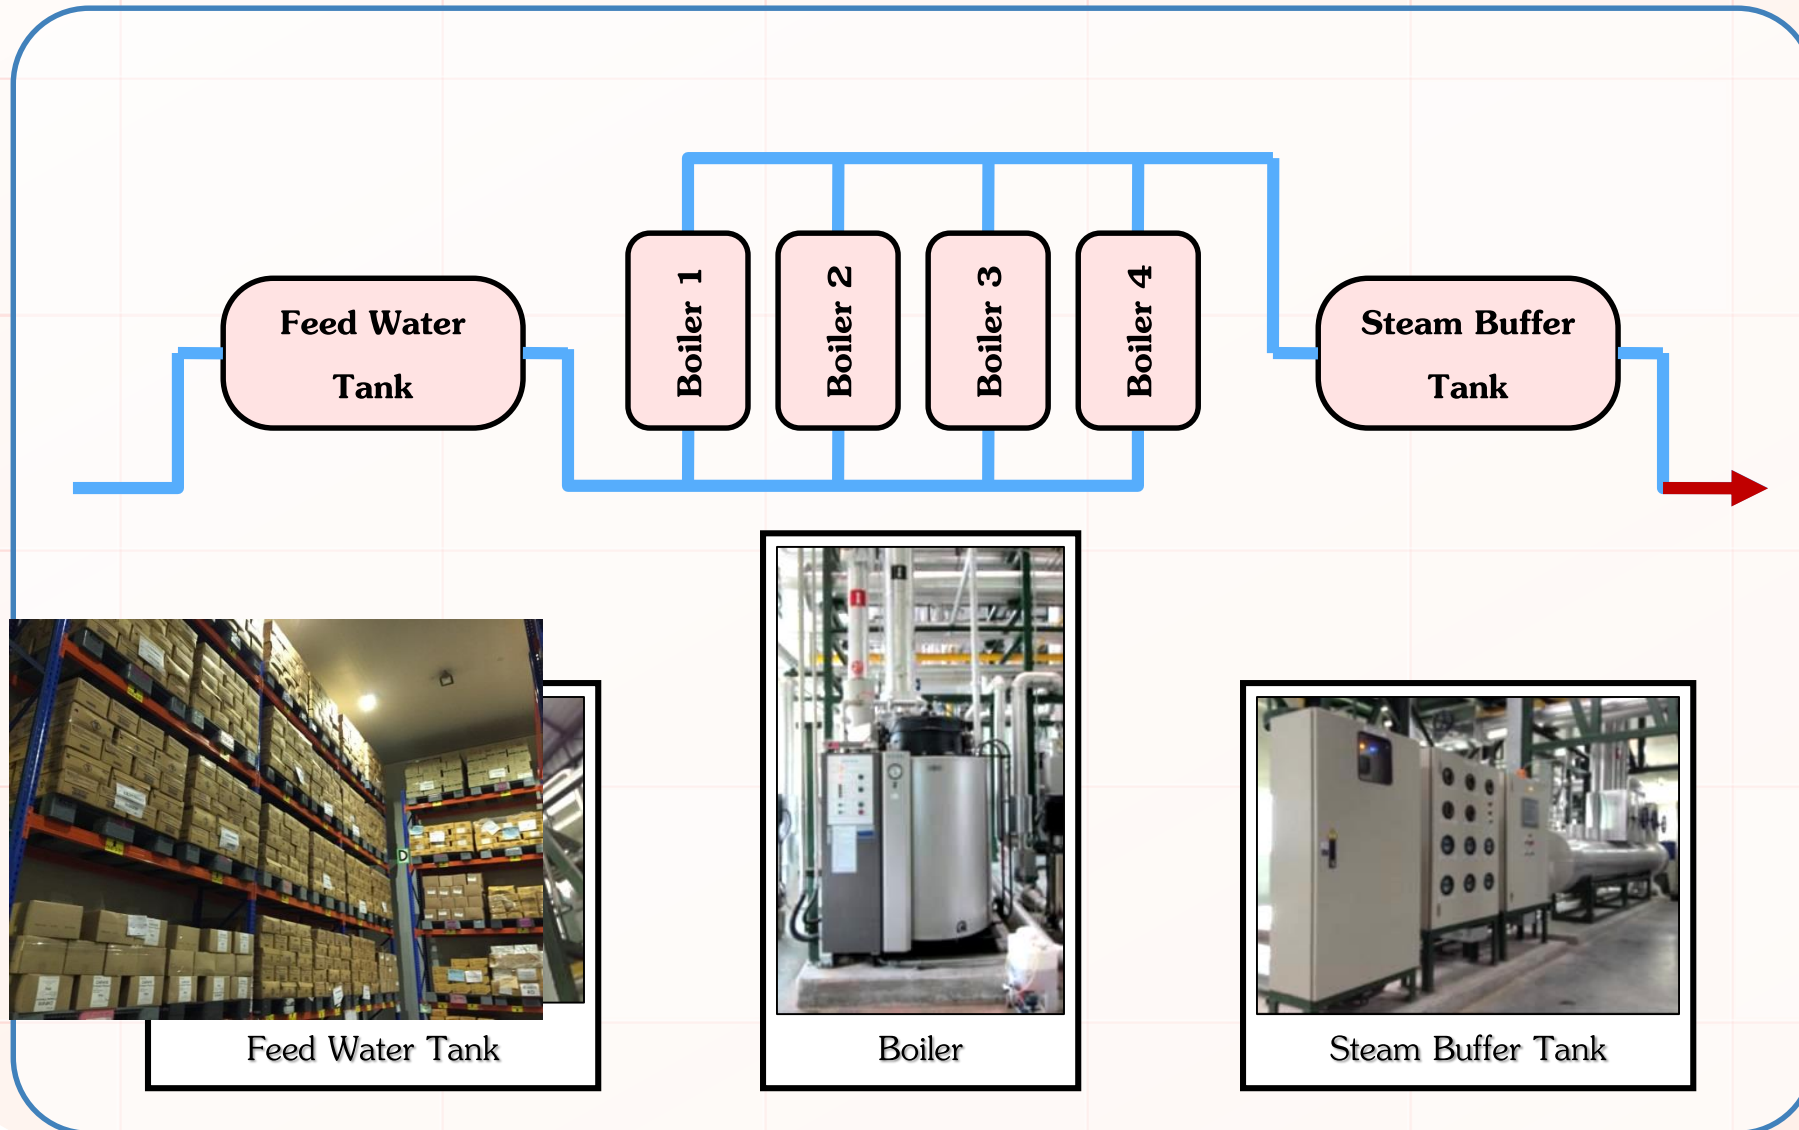 Feed Water
Tank
Boiler 1
Boiler 2
Boiler 3
Boiler 4
Steam Buffer
Tank
D
Feed Water Tank
Boiler
Steam Buffer Tank